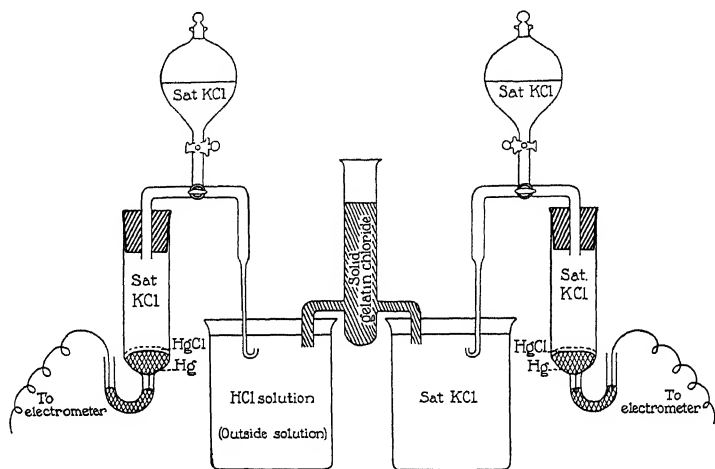 Sat KCl
Sat KCl
Solid
gelatin chloride
Sat
KCl
Sat.
KCl
HgCl
Hg
HgCl
Hg
To
electrometer
HCl solution
(Outside solution)
Sat KCl
To
electrometer